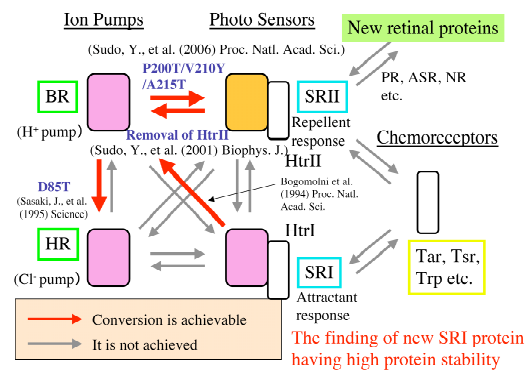 Ion Pumps
Photo Sensors
New retinal proteins
(Sudo, Y., et al. (2006) Proc. Natl. Acad. Sci.)
P200T/V210Y
/A215T
BR
SRII
PR, ASR, NR
etc.
(H+ pump)
Repellent
response
Removal of HtrII
(Sudo, Y., et al. (2001) Biophys. J.)
Chemoreceptors
HtrII
D85T
(Sasaki, J., et al.
(1995) Science)
Bogomolni et al.
(1994) Proc. Natl.
Acad. Sci.
HtrI
HR
SRI
Tar, Tsr,
Trp etc.
(Cl- pump)
Attractant
response
Conversion is achievable
It is not achieved
The finding of new SRI protein
having high protein stability